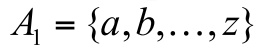 A₁ = {a,b,...,z}